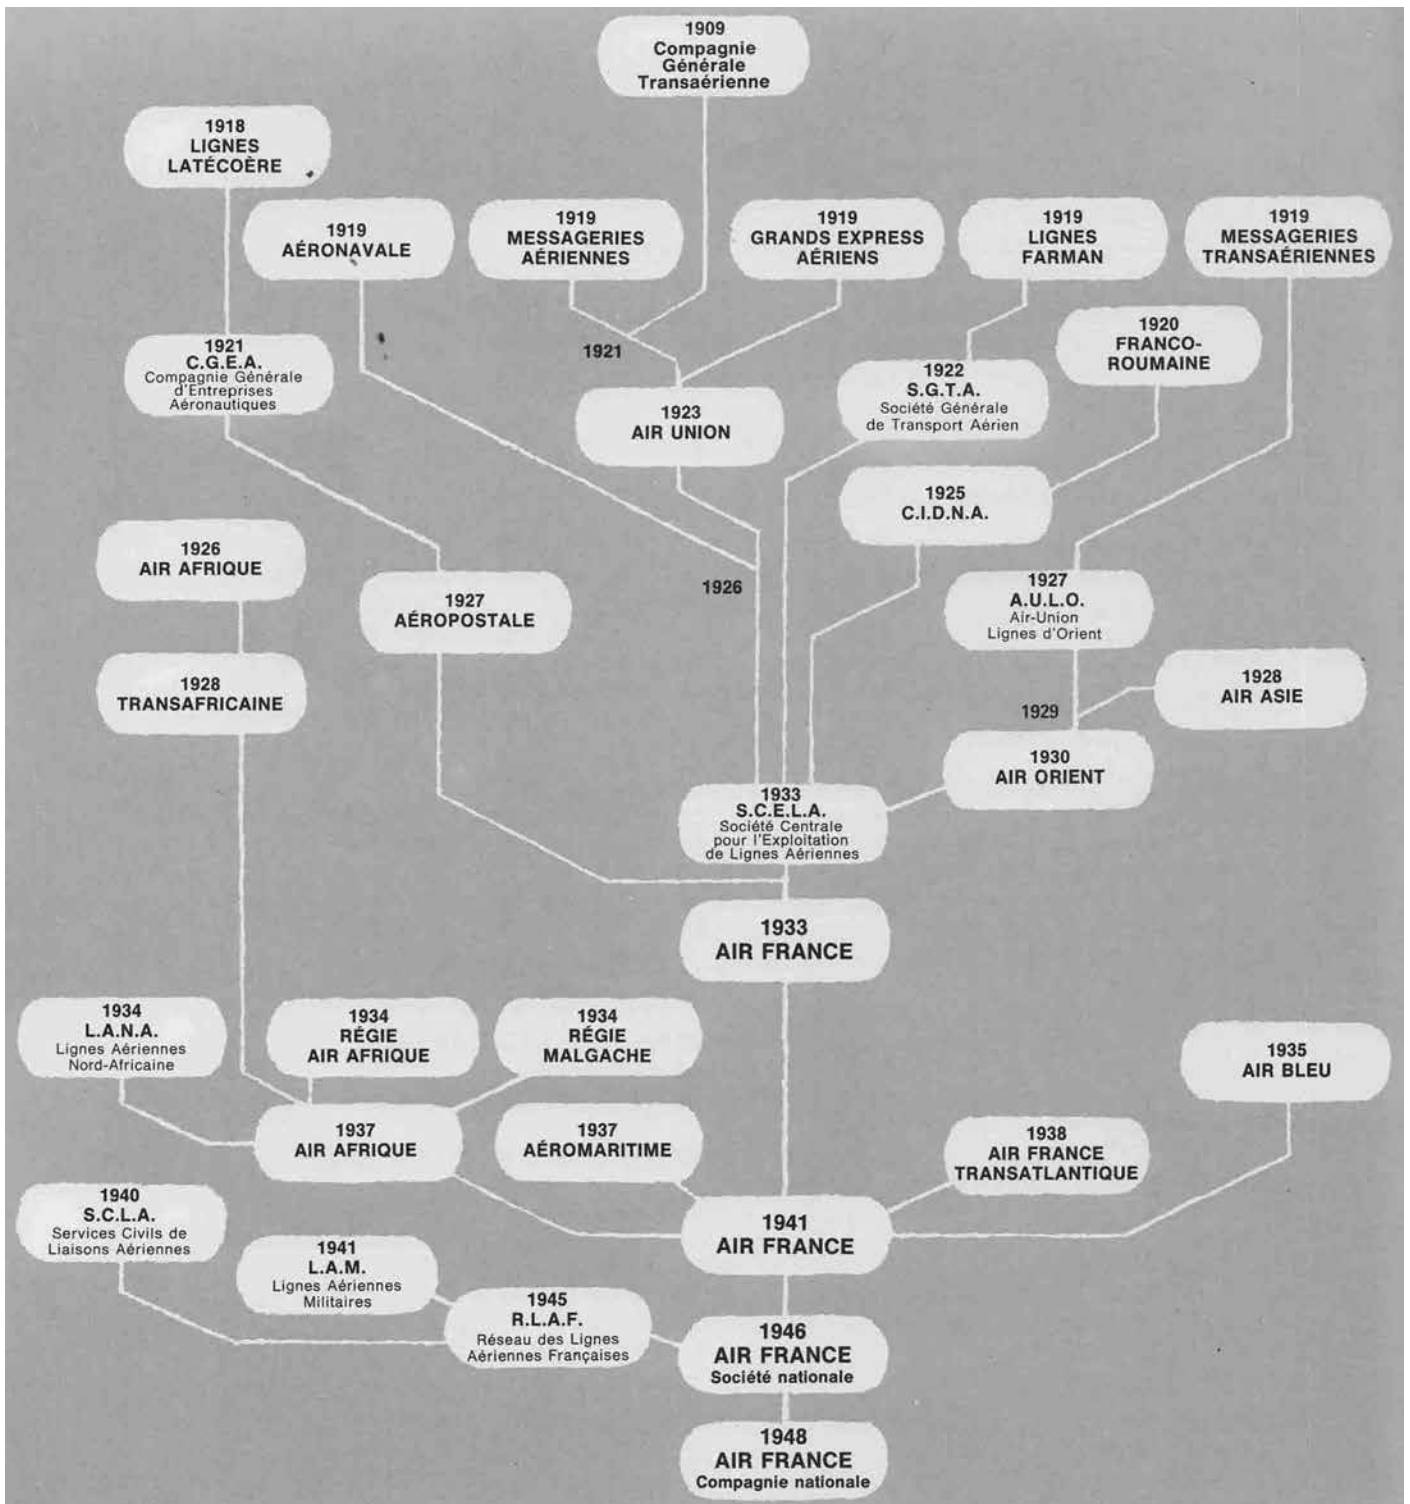 1909
Compagnie
Générale
Transaérienne
1918
LIGNES
LATÉCOÈRE
1919
AÉRONAVALE
1919
MESSAGERIES
AÉRIENNES
1919
GRANDS EXPRESS
AÉRIENS
1919
LIGNES
FARMAN
1919
MESSAGERIES
TRANSAÉRIENNES
1921
C.G.E.A.
Compagnie Générale
d'Entreprises
Aéronautiques
1921
1920
FRANCO-
ROUMAINE
1922
S.G.T.A.
Société Générale
de Transport Aérien
1923
AIR UNION
1925
C.I.D.N.A.
1926
AIR AFRIQUE
1927
AÉROPOSTALE
1926
1927
A.U.L.O.
Air-Union
Lignes d'Orient
1928
TRANSAFRICAINE
1928
AIR ASIE
1929
1930
AIR ORIENT
1933
S.C.E.L.A.
Société Centrale
pour l'Exploitation
de Lignes Aériennes
1933
AIR FRANCE
1934
L.A.N.A.
Lignes Aériennes
Nord-Africaine
1934
RÉGIE
AIR AFRIQUE
1934
RÉGIE
MALGACHE
1935
AIR BLEU
1937
AIR AFRIQUE
1937
AÉROMARITIME
1938
AIR FRANCE
TRANSATLANTIQUE
1940
S.C.L.A.
Services Civils de
Liaisons Aériennes
1941
AIR FRANCE
1941
L.A.M.
Lignes Aériennes
Militaires
1945
R.L.A.F.
Réseau des Lignes
Aériennes Françaises
1946
AIR FRANCE
Société nationale
1948
AIR FRANCE
Compagnie nationale